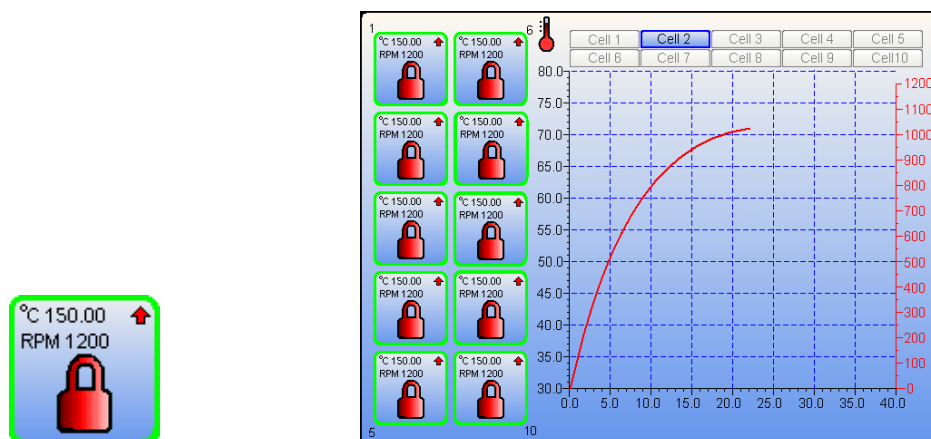 °C 150.00
RPM 1200
1
6
°C 150.00
RPM 1200
°C 150.00
RPM 1200
°C 150.00
RPM 1200
°C 150.00
RPM 1200
°C 150.00
RPM 1200
°C 150.00
RPM 1200
°C 150.00
RPM 1200
°C 150.00
RPM 1200
°C 150.00
RPM 1200
°C 150.00
RPM 1200
5
10
Cell 1 Cell 2 Cell 3 Cell 4 Cell 5
Cell 6 Cell 7 Cell 8 Cell 9 Cell10
80.0
75.0
70.0
65.0
60.0
55.0
50.0
45.0
40.0
35.0
30.0
0.0 5.0 10.0 15.0 20.0 25.0 30.0 35.0 40.0
1200
1100
1000
900
800
700
600
500
400
300
200
100
0